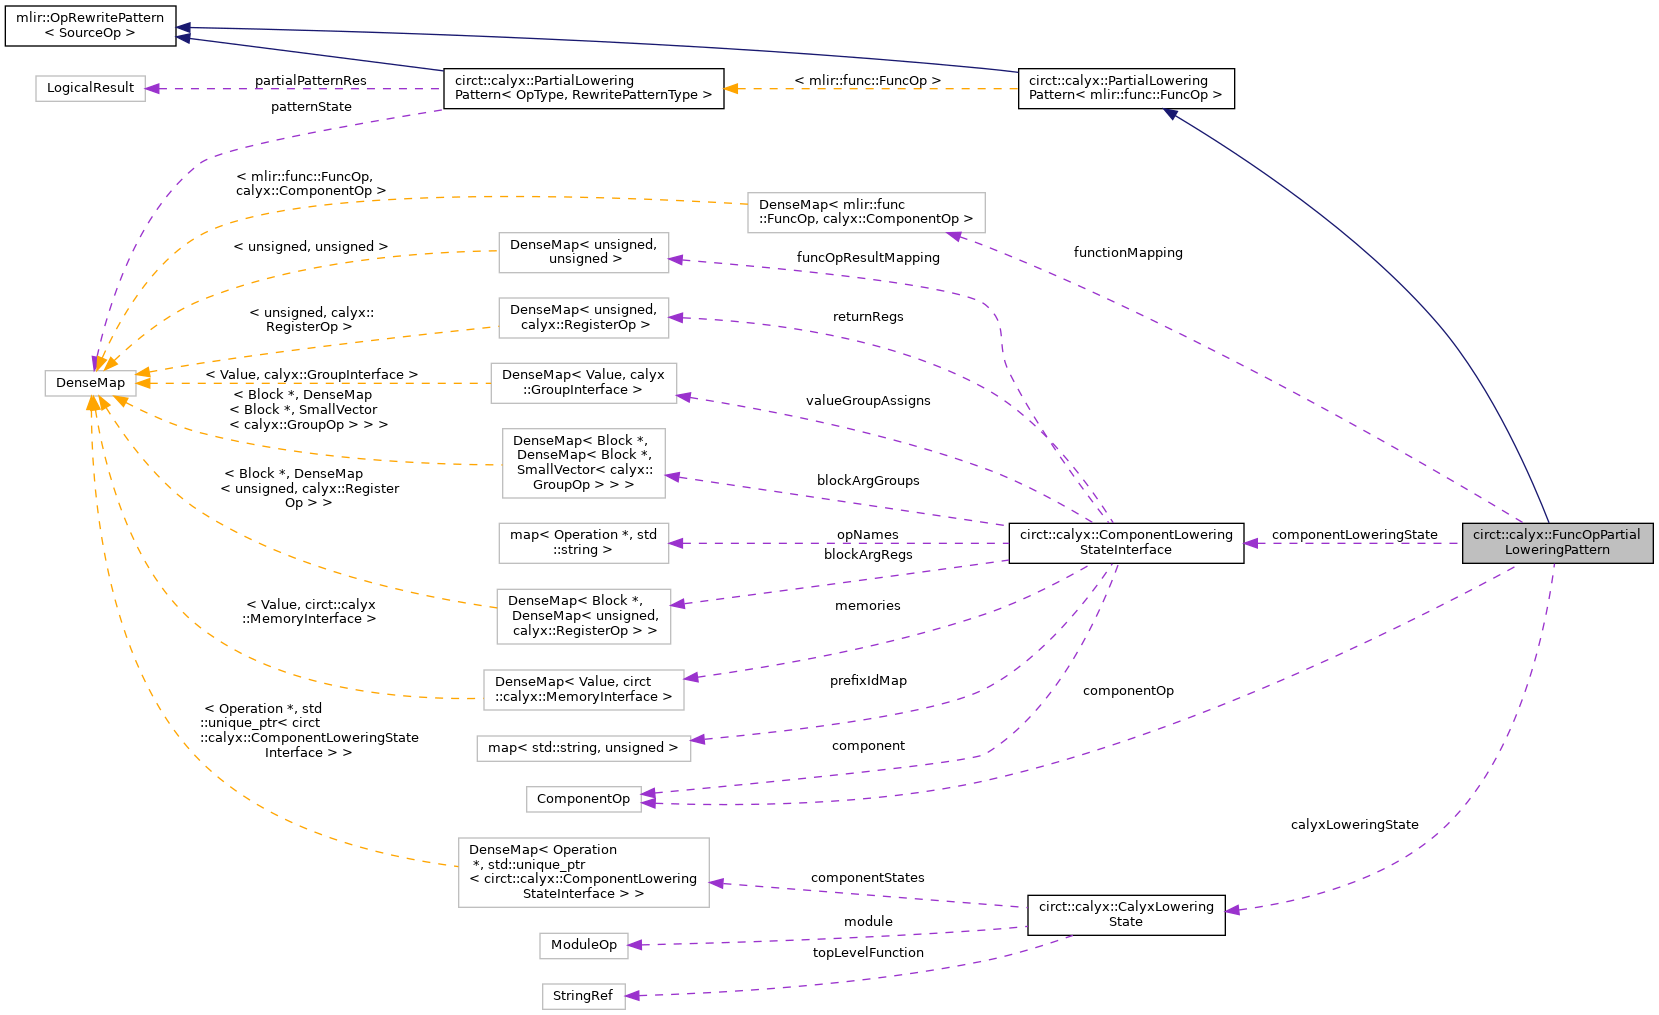 mlir::OpRewritePattern
< SourceOp >
LogicalResult
partialPatternRes
patternState
circt::calyx::PartialLowering
Pattern< OpType, RewritePatternType >
< mlir::func::FuncOp >
circt::calyx::PartialLowering
Pattern< mlir::func::FuncOp >
< mlir::func::FuncOp,
calyx::ComponentOp >
DenseMap< mlir::func
::FuncOp, calyx::ComponentOp >
functionMapping
< unsigned, unsigned >
DenseMap< unsigned,
unsigned >
funcOpResultMapping
< unsigned, calyx::
RegisterOp >
DenseMap< unsigned,
calyx::RegisterOp >
returnRegs
DenseMap
< Value, calyx::GroupInterface >
DenseMap< Value, calyx
::GroupInterface >
valueGroupAssigns
< Block *, DenseMap
< Block *, SmallVector
< calyx::GroupOp > > >
DenseMap< Block *,
DenseMap< Block *,
SmallVector< calyx::
GroupOp > > >
blockArgGroups
< Block *, DenseMap
< unsigned, calyx::Register
Op > >
map< Operation *, std
::string >
opNames
blockArgRegs
circt::calyx::ComponentLowering
StateInterface
componentLoweringState
circt::calyx::FuncOpPartial
LoweringPattern
DenseMap< Block *,
DenseMap< unsigned,
calyx::RegisterOp > >
< Value, circt::calyx
::MemoryInterface >
memories
DenseMap< Value, circt
::calyx::MemoryInterface >
prefixIdMap
componentOp
< Operation *, std
::unique_ptr< circt
::calyx::ComponentLoweringState
Interface > >
map< std::string, unsigned >
component
ComponentOp
calyxLoweringState
DenseMap< Operation
*, std::unique_ptr
< circt::calyx::ComponentLowering
StateInterface > >
componentStates
circt::calyx::CalyxLowering
State
module
ModuleOp
topLevelFunction
StringRef